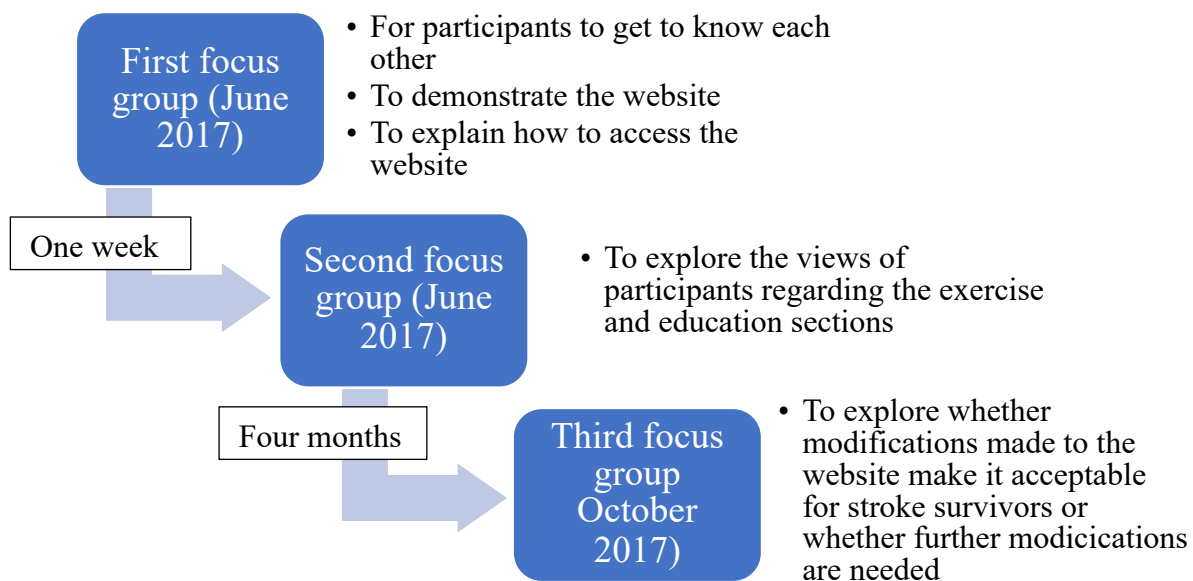 First focus
group (June
2017)
• For participants to get to know each
other
• To demonstrate the website
• To explain how to access the
website
One week
Second focus
group (June
2017)
• To explore the views of
participants regarding the exercise
and education sections
Four months
Third focus
group
October
2017)
• To explore whether
modifications made to the
website make it acceptable
for stroke survivors or
whether further modicications
are needed